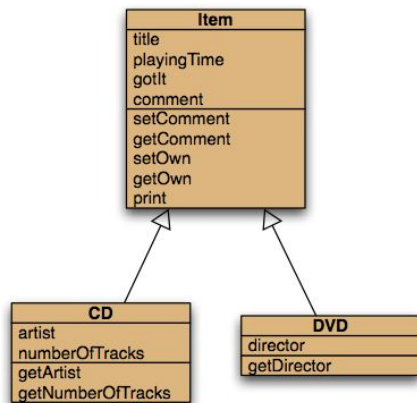 Item
title
playingTime
gotIt
comment
setComment
getComment
setOwn
getOwn
print
CD
artist
numberOfTracks
getArtist
getNumberOfTracks
DVD
director
getDirector